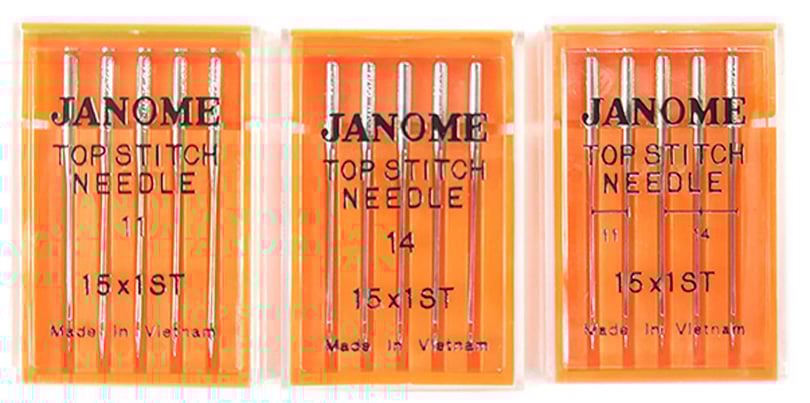 JANOME
TOP STITCH
NEEDLE
11
15x1ST
Made in Vietnam
JANOME
TOP STITCH
NEEDLE
14
15x1ST
Made in Vietnam
JANOME
TOP STITCH
NEEDLE
11 14
15x1ST
Made in Vietnam